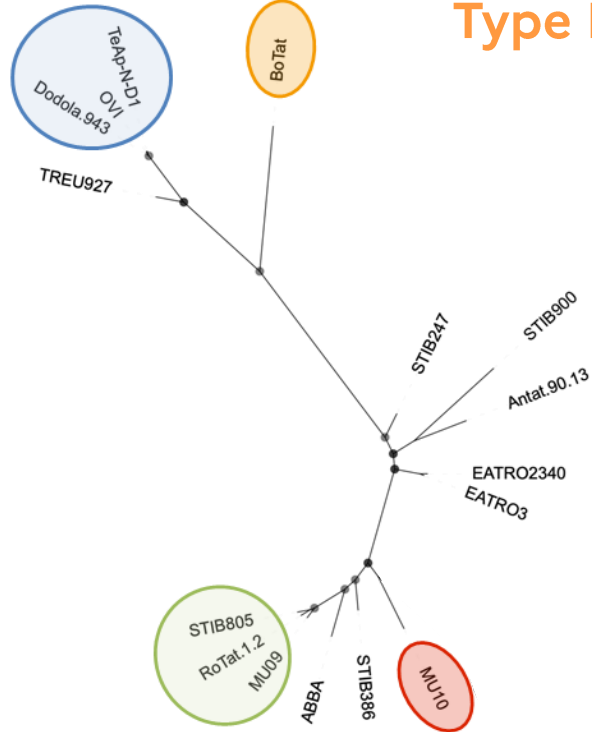 Type
TeAp-N-D1
OVI
Dodola.943
BoTat
TREU927
STIB247
STIB900
Antat.90.13
EATRO2340
EATRO3
STIB805
RoTat.1.2
MU09
ABBA
STIB386
MU10